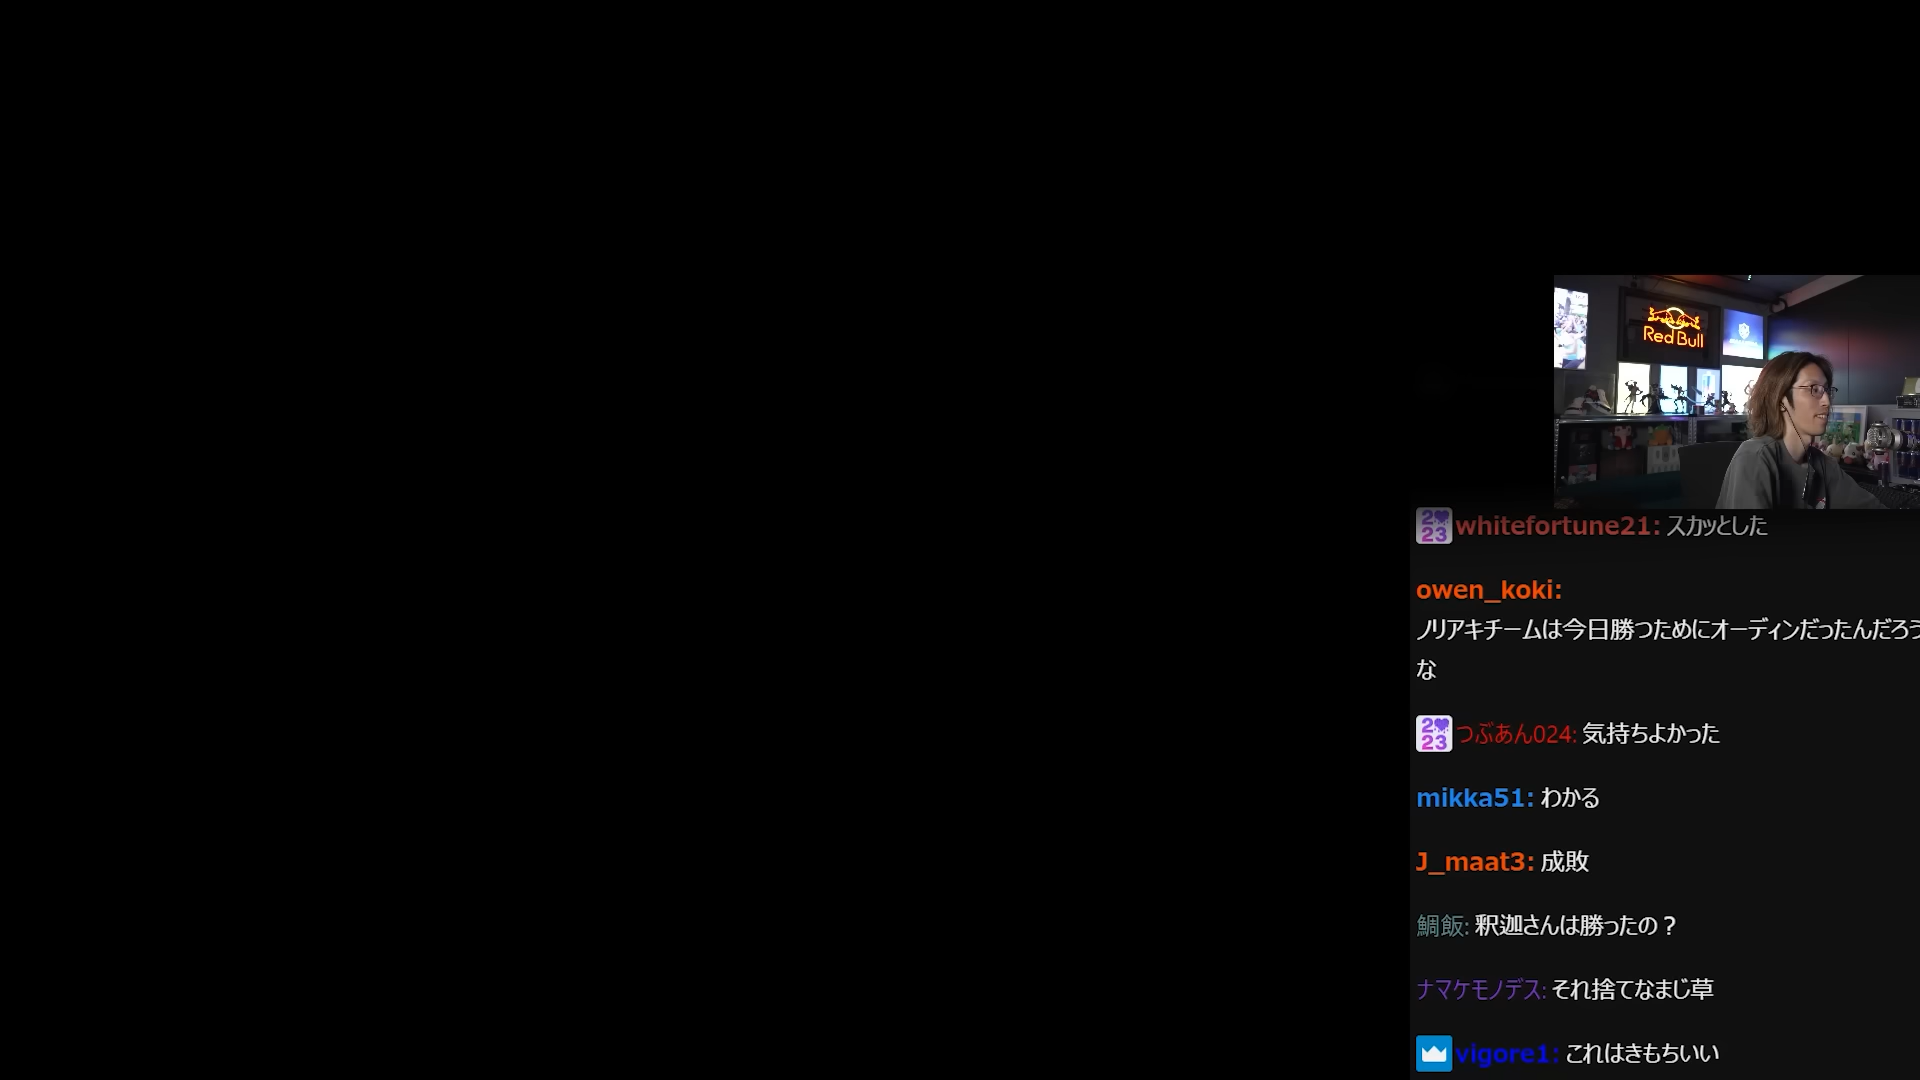 Red Bull
whitefortune21: スカッとした
owen_koki:
ノリアキチームは今日勝つためにオーディンだったんだろう
な
つぶあん024: 気持ちよかった
mikka51: わかる
J_maat3: 成敗
鯛飯: 釈迦さんは勝ったの？
ナマケモノデス: それ捨てなまじ草
vigore1: これはきもちいい